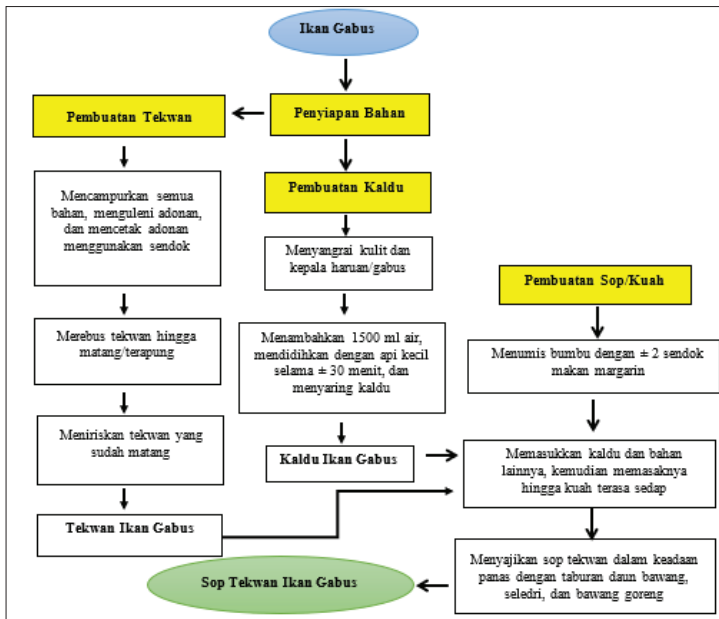 Ikan Gabus
Penyiapan Bahan
Pembuatan Tekwan
Mencampurkan semua
bahan, menguleni adonan,
dan mencetak adonan
menggunakan sendok
Merebus tekwan hingga
matang/terapung
Meniriskan tekwan yang
sudah matang
Tekwan Ikan Gabus
Pembuatan Kaldu
Menyangrai kulit dan
kepala haruan/gabus
Menambahkan 1500 ml air,
mendidihkan dengan api kecil
selama ± 30 menit, dan
menyaring kaldu
Kaldu Ikan Gabus
Pembuatan Sop/Kuah
Menumis bumbu dengan ± 2 sendok
makan margarin
Memasukkan kaldu dan bahan
lainnya, kemudian memasaknya
hingga kuah terasa sedap
Menyajikan sop tekwan dalam keadaan
panas dengan taburan daun bawang,
seledri, dan bawang goreng
Sop Tekwan Ikan Gabus